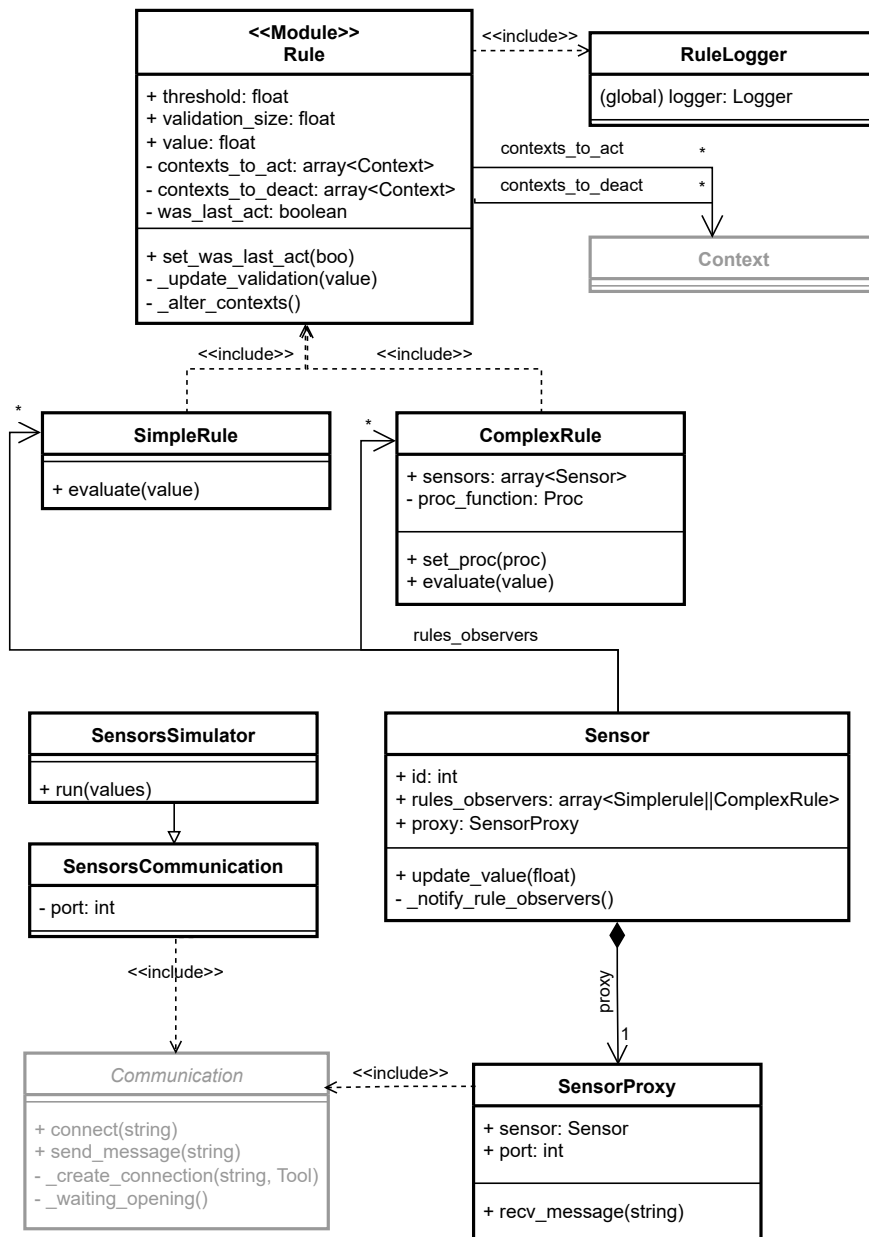 <<Module>>
Rule
+ threshold: float
+ validation_size: float
+ value: float
- contexts_to_act: array<Context>
- contexts_to_deact: array<Context>
- was_last_act: boolean
+ set_was_last_act(boo)
- _update_validation(value)
- _alter_contexts()
<<include>>
RuleLogger
(global) logger: Logger
contexts_to_act
*
contexts_to_deact
*
Context
<<include>>
<<include>>
*
SimpleRule
+ evaluate(value)
*
ComplexRule
+ sensors: array<Sensor>
- proc_function: Proc
+ set_proc(proc)
+ evaluate(value)
rules_observers
SensorsSimulator
+ run(values)
SensorsCommunication
- port: int
<<include>>
Sensor
+ id: int
+ rules_observers: array<Simplerule||ComplexRule>
+ proxy: SensorProxy
+ update_value(float)
- _notify_rule_observers()
proxy
1
Communication
+ connect(string)
+ send_message(string)
- _create_connection(string, Tool)
- _waiting_opening()
<<include>>
SensorProxy
+ sensor: Sensor
+ port: int
+ recv_message(string)